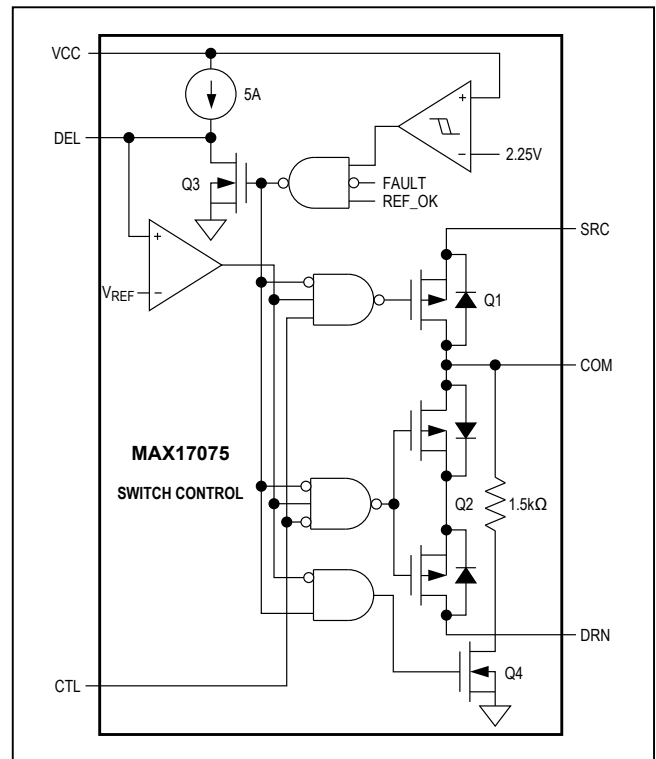 VCC
5A
+
DEL
−
2.25V
Q3
FAULT
REF_OK
SRC
+
VREF
−
Q1
COM
MAX17075
SWITCH CONTROL
Q2
1.5kΩ
DRN
CTL
Q4